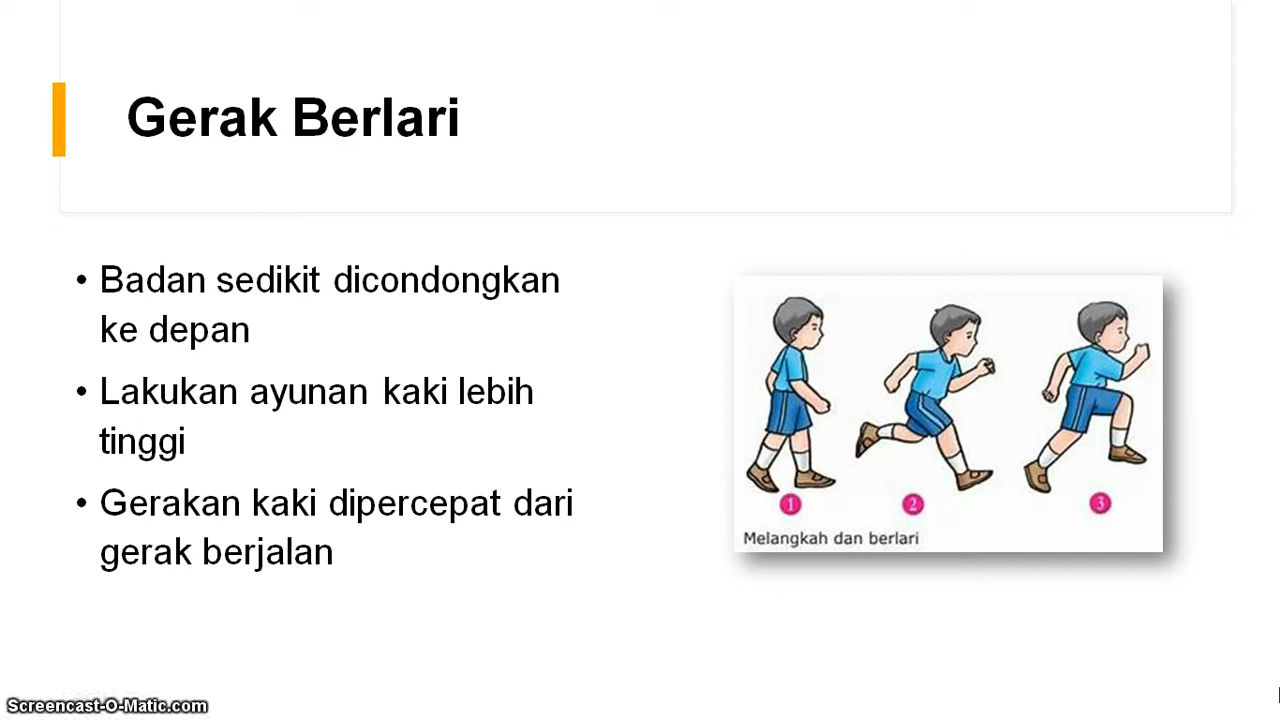 Gerak Berlari
• Badan sedikit dicondongkan
ke depan
• Lakukan ayunan kaki lebih
tinggi
• Gerakan kaki dipercepat dari
gerak berjalan
1 2 3
Melangkah dan berlari
Screencast-O-Matic.com